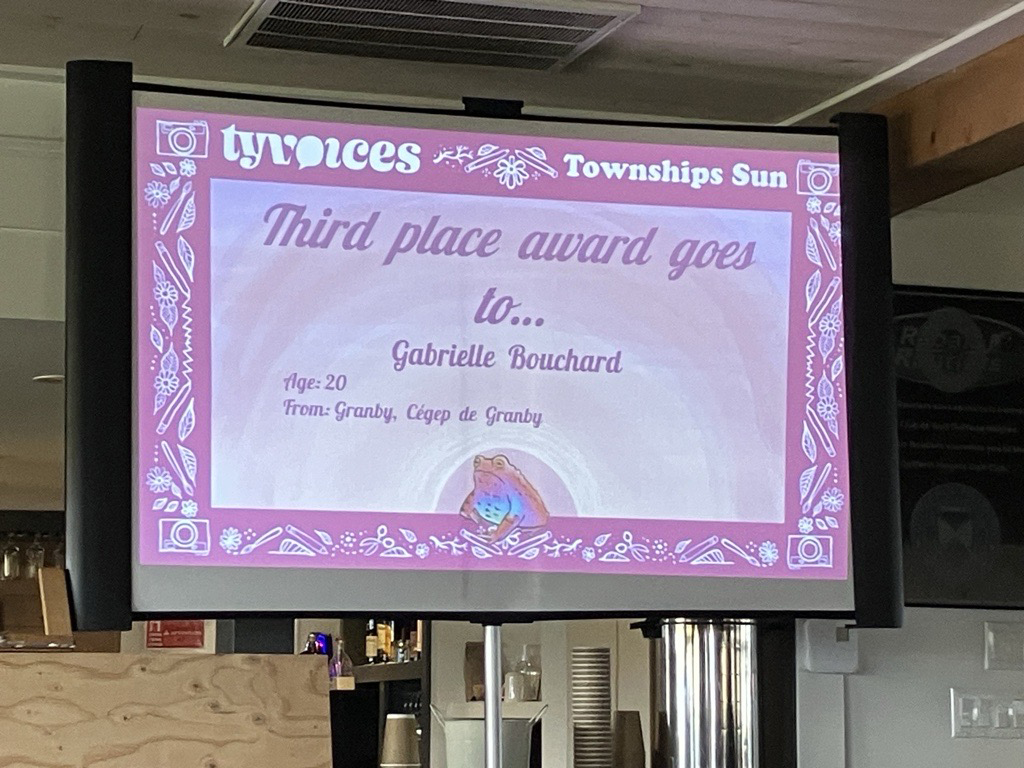 tyvoices
Townships Sun
Third place award goes
to...
Gabrielle Bouchard
Age: 20
From: Granby, Cégep de Granby